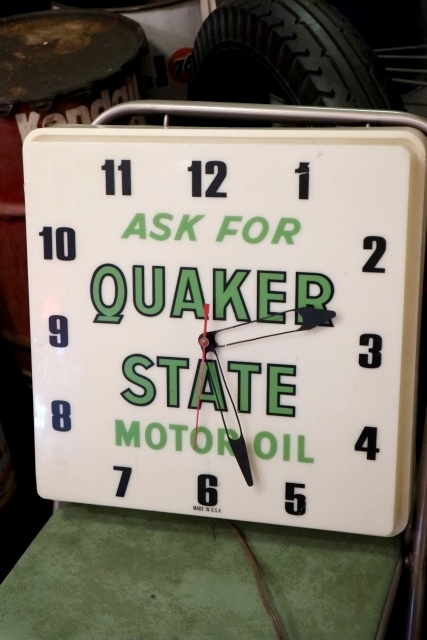 Kendall
11 12 1
ASK FOR
10 2
QUAKER
9 3
STATE
8 4
MOTOR OIL
7 6 5
MADE IN U.S.A.